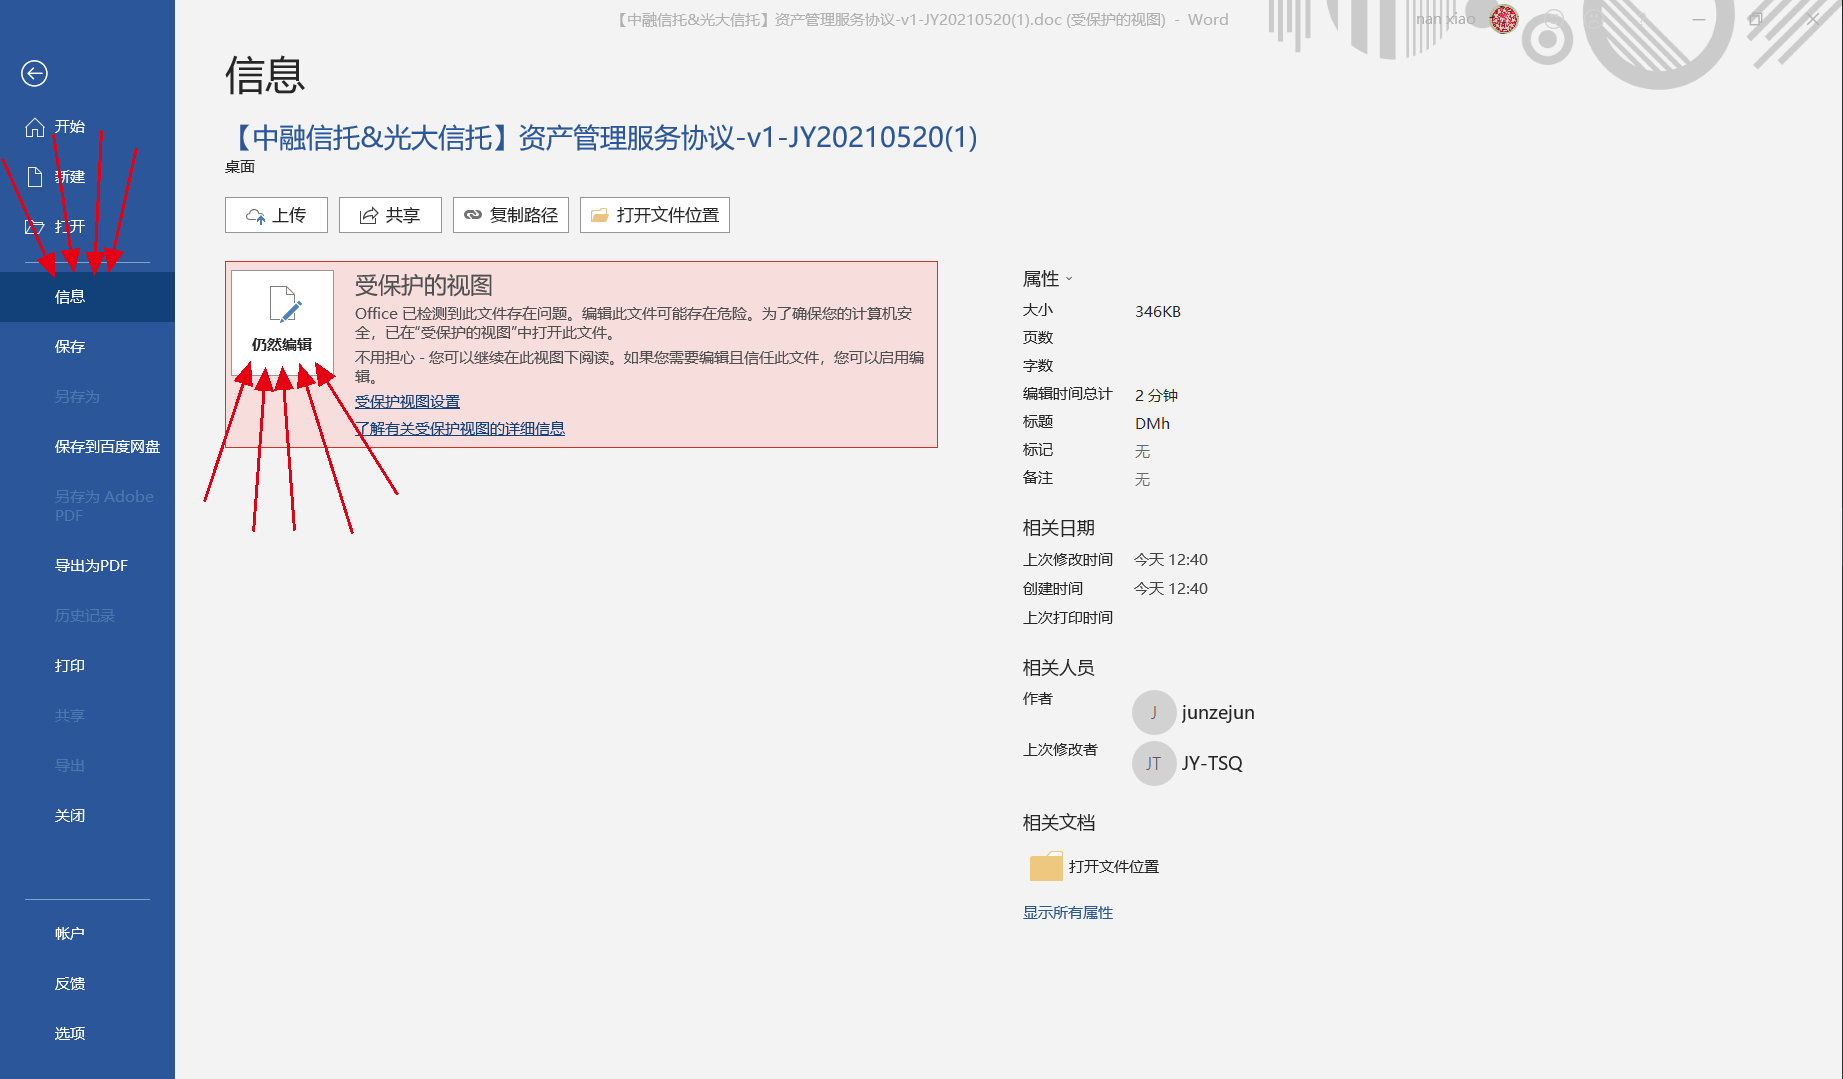 【中融信托&光大信托】资产管理服务协议-v1-JY20210520(1).doc (受保护的视图) - Word
nan xiao
信息
【中融信托&光大信托】资产管理服务协议-v1-JY20210520(1)
桌面
上传
共享
复制路径
打开文件位置
开始
新建
打开
信息
保存
另存为
保存到百度网盘
另存为 Adobe
PDF
导出为PDF
历史记录
打印
共享
导出
关闭
帐户
反馈
选项
仍然编辑
受保护的视图
Office 已检测到此文件存在问题。编辑此文件可能存在危险。为了确保您的计算机安
全，已在“受保护的视图”中打开此文件。
不用担心 - 您可以继续在此视图下阅读。如果您需要编辑且信任此文件，您可以启用编
辑。
受保护视图设置
了解有关受保护视图的详细信息
属性
大小 346KB
页数
字数
编辑时间总计 2 分钟
标题 DMh
标记 无
备注 无
相关日期
上次修改时间 今天 12:40
创建时间 今天 12:40
上次打印时间
相关人员
作者
J junzejun
上次修改者
JT JY-TSQ
相关文档
打开文件位置
显示所有属性